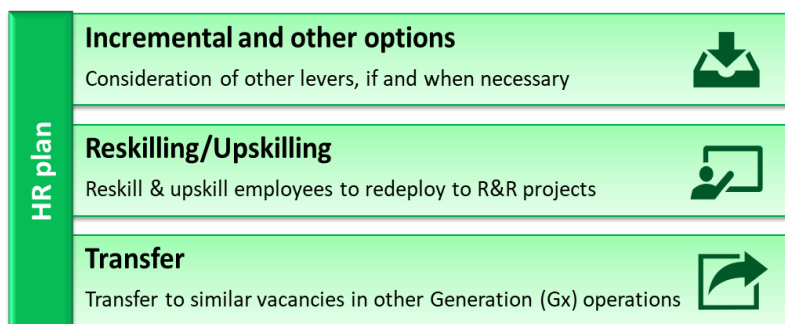 HR plan
Incremental and other options
Consideration of other levers, if and when necessary
Reskilling/Upskilling
Reskill & upskill employees to redeploy to R&R projects
Transfer
Transfer to similar vacancies in other Generation (Gx) operations